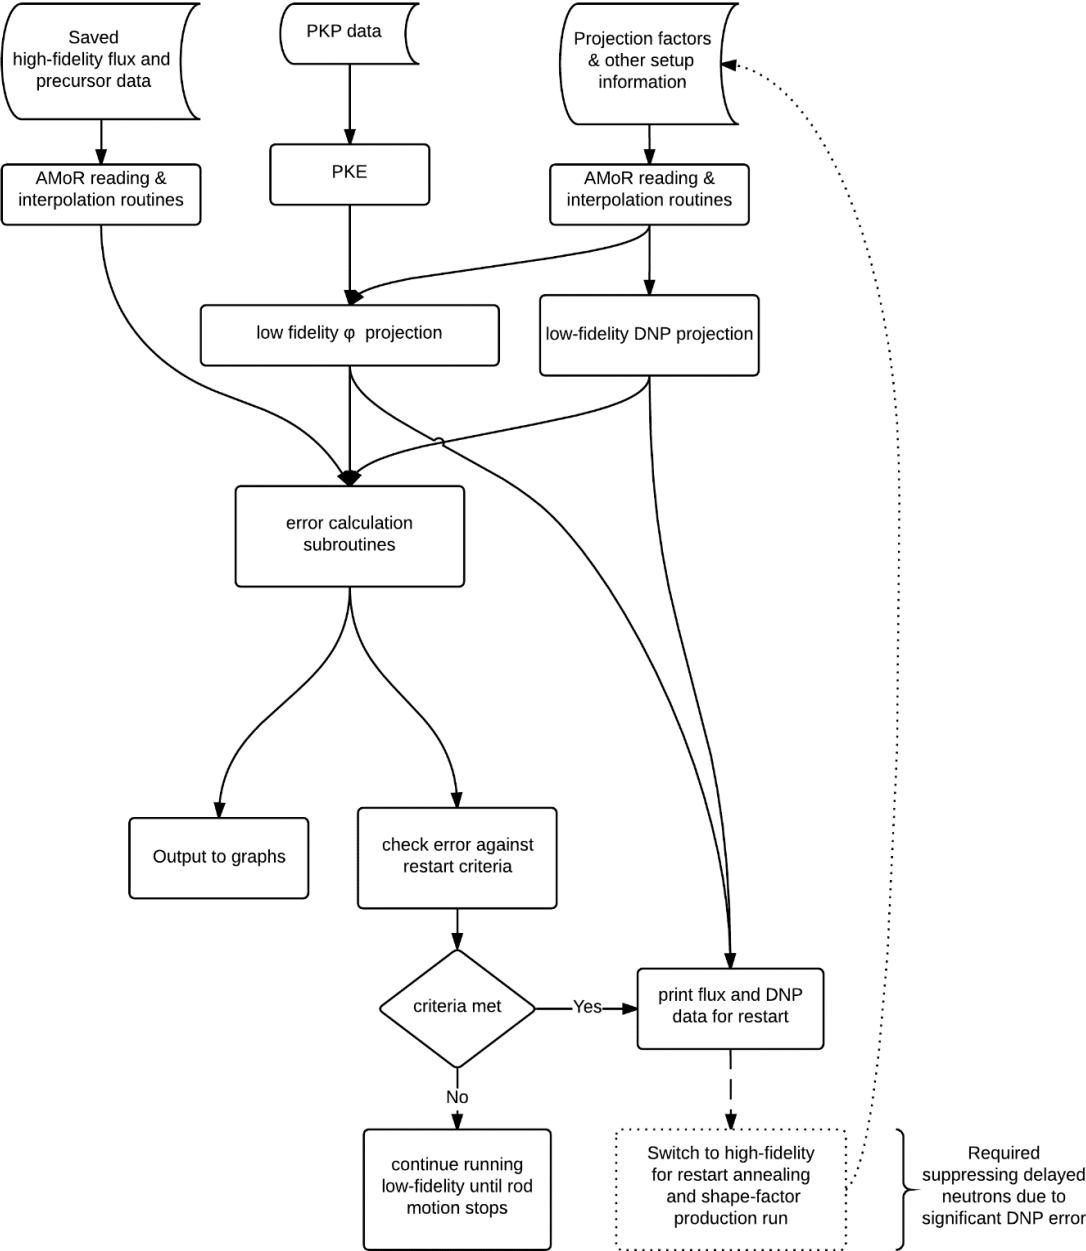 Saved
high-fidelity flux and
precursor data
PKP data
Projection factors
& other setup
information
AMoR reading &
interpolation routines
PKE
AMoR reading &
interpolation routines
low fidelity φ projection
low-fidelity DNP projection
error calculation
subroutines
Output to graphs
check error against
restart criteria
criteria met
Yes
print flux and DNP
data for restart
No
continue running
low-fidelity until rod
motion stops
Switch to high-fidelity
for restart annealing
and shape-factor
production run
Required
suppressing delayed
neutrons due to
significant DNP error